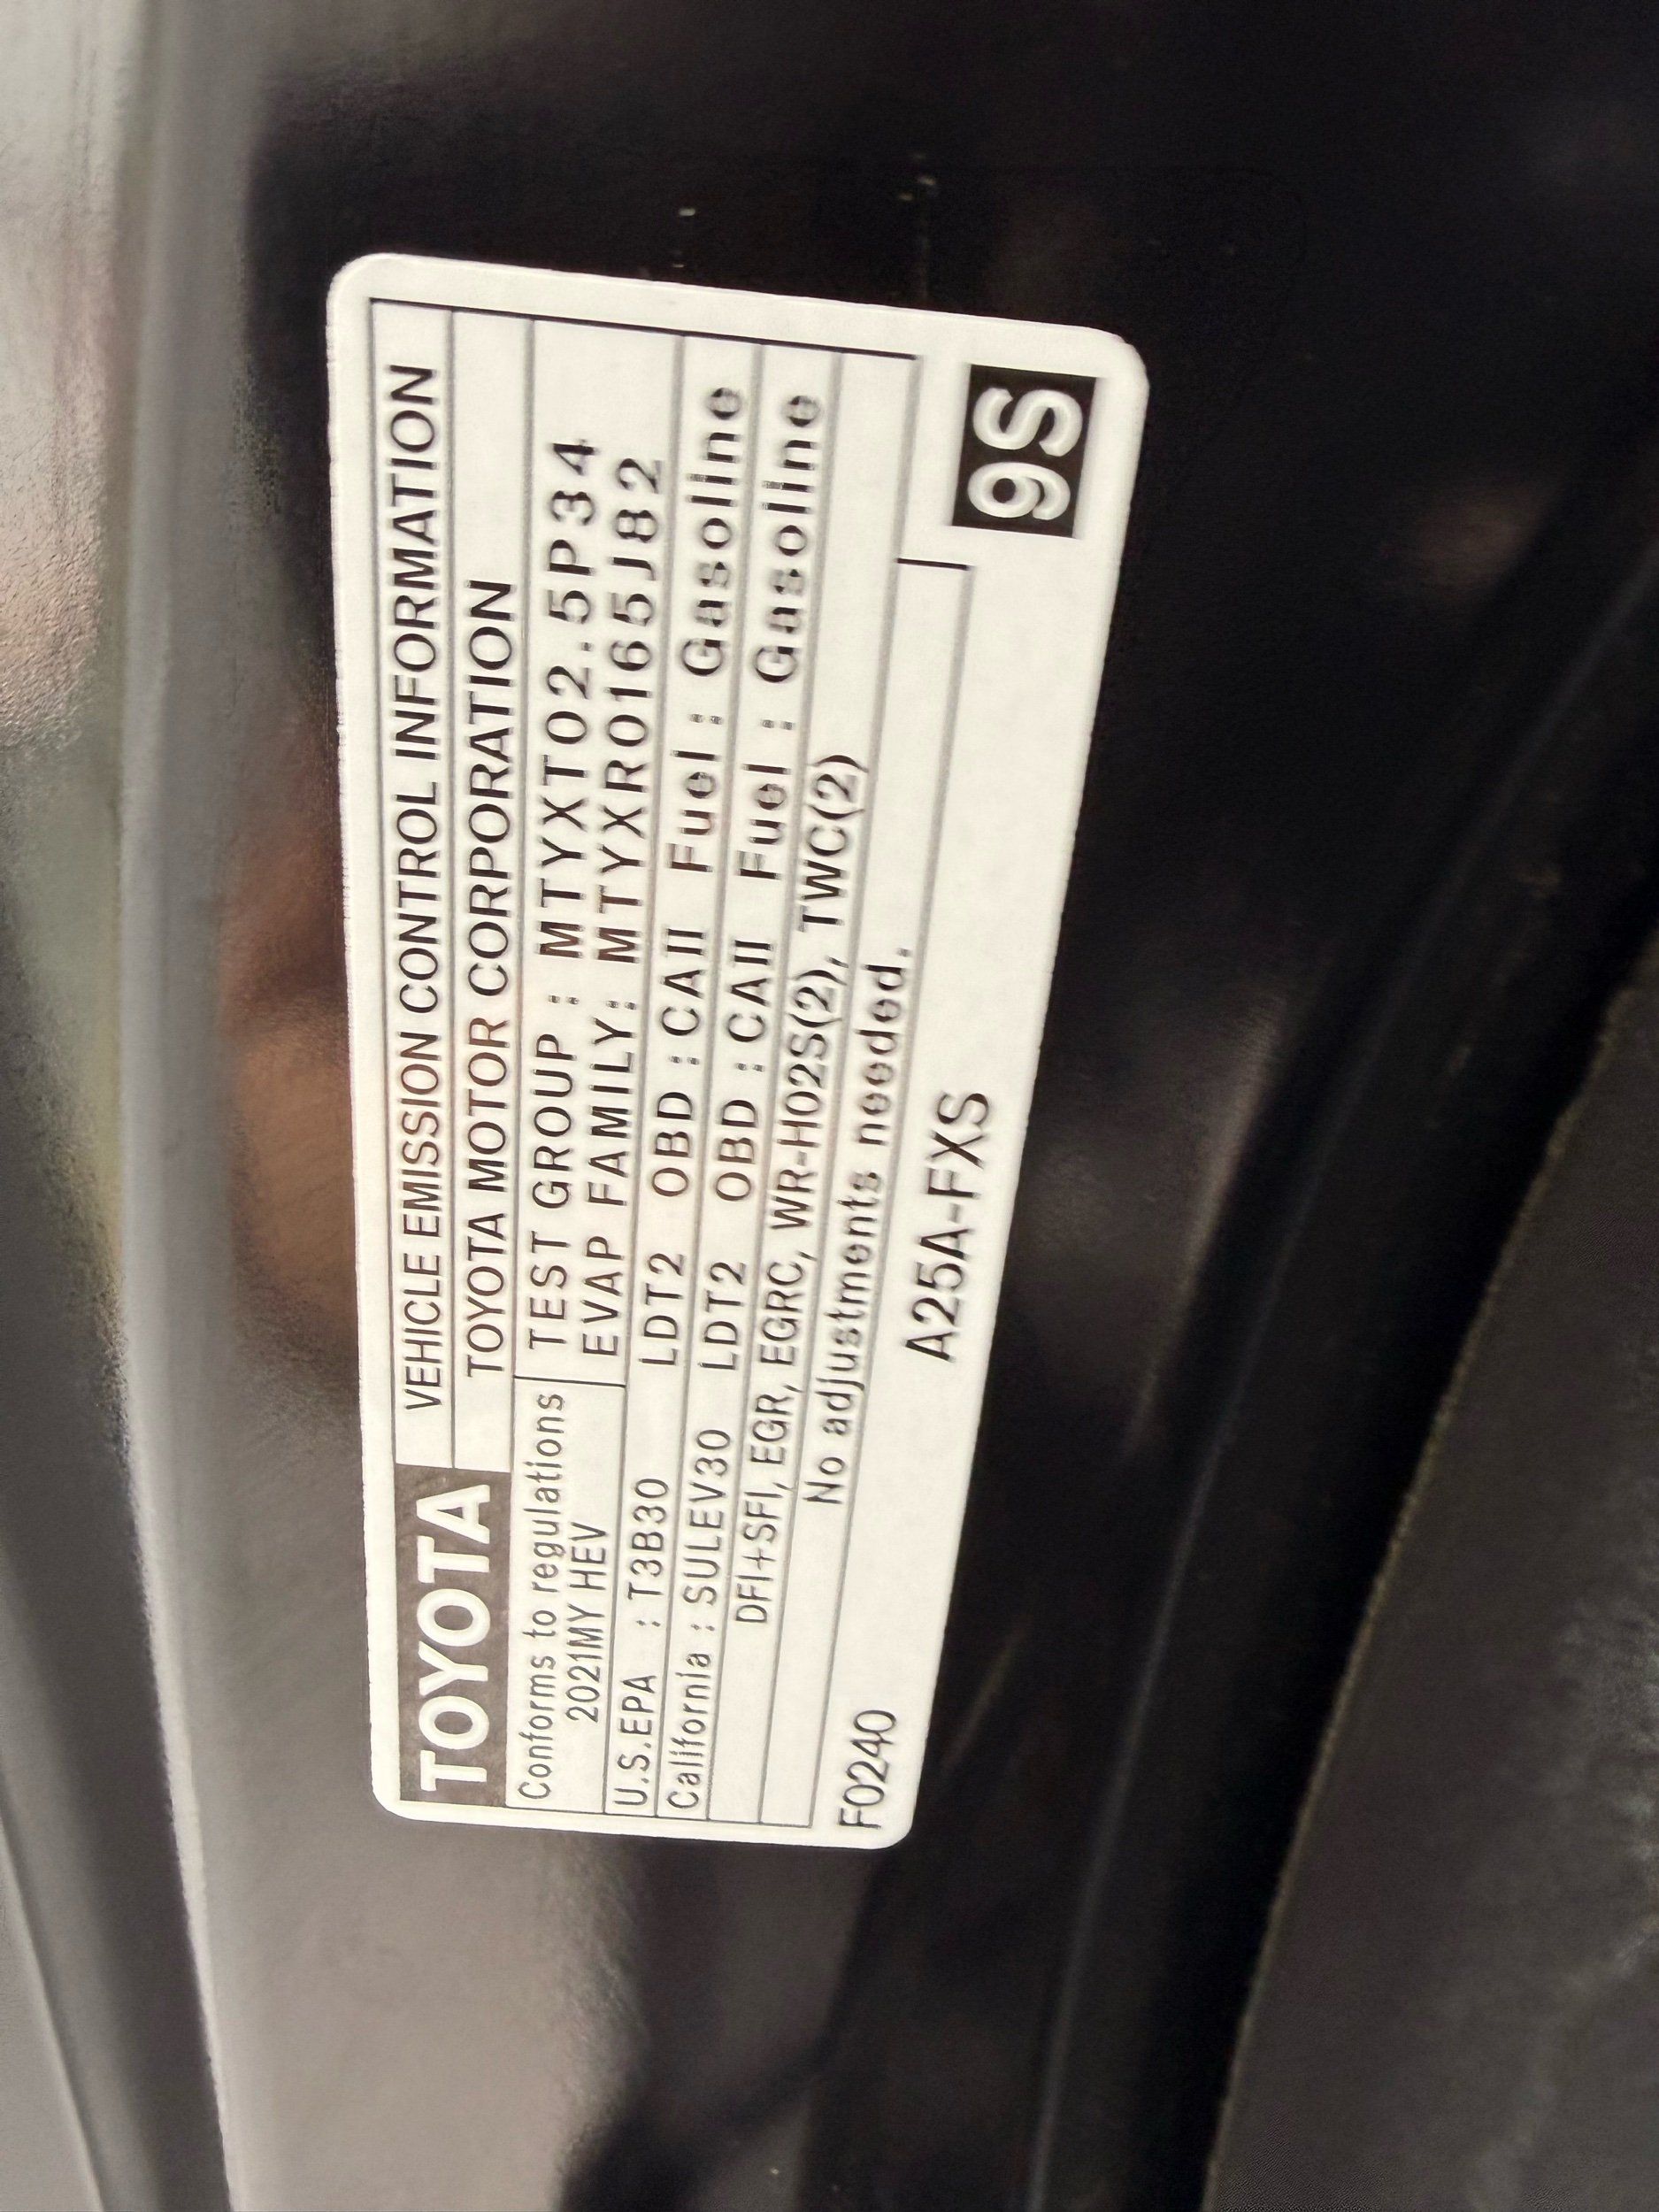 TOYOTA
VEHICLE EMISSION CONTROL INFORMATION
TOYOTA MOTOR CORPORATION
Conforms to regulations
2021MY HEV
TEST GROUP : MTYXT02.5P34
EVAP FAMILY: MTYXR0165J82
U.S.EPA : T3B30 LDT2 OBD : CAII Fuel : Gasoline
California : SULEV30 LDT2 OBD : CAII Fuel : Gasoline
DFI+SFI, EGR, EGRC, WR-HO2S(2), TWC(2)
No adjustments needed.
F0240 A25A-FXS 9S